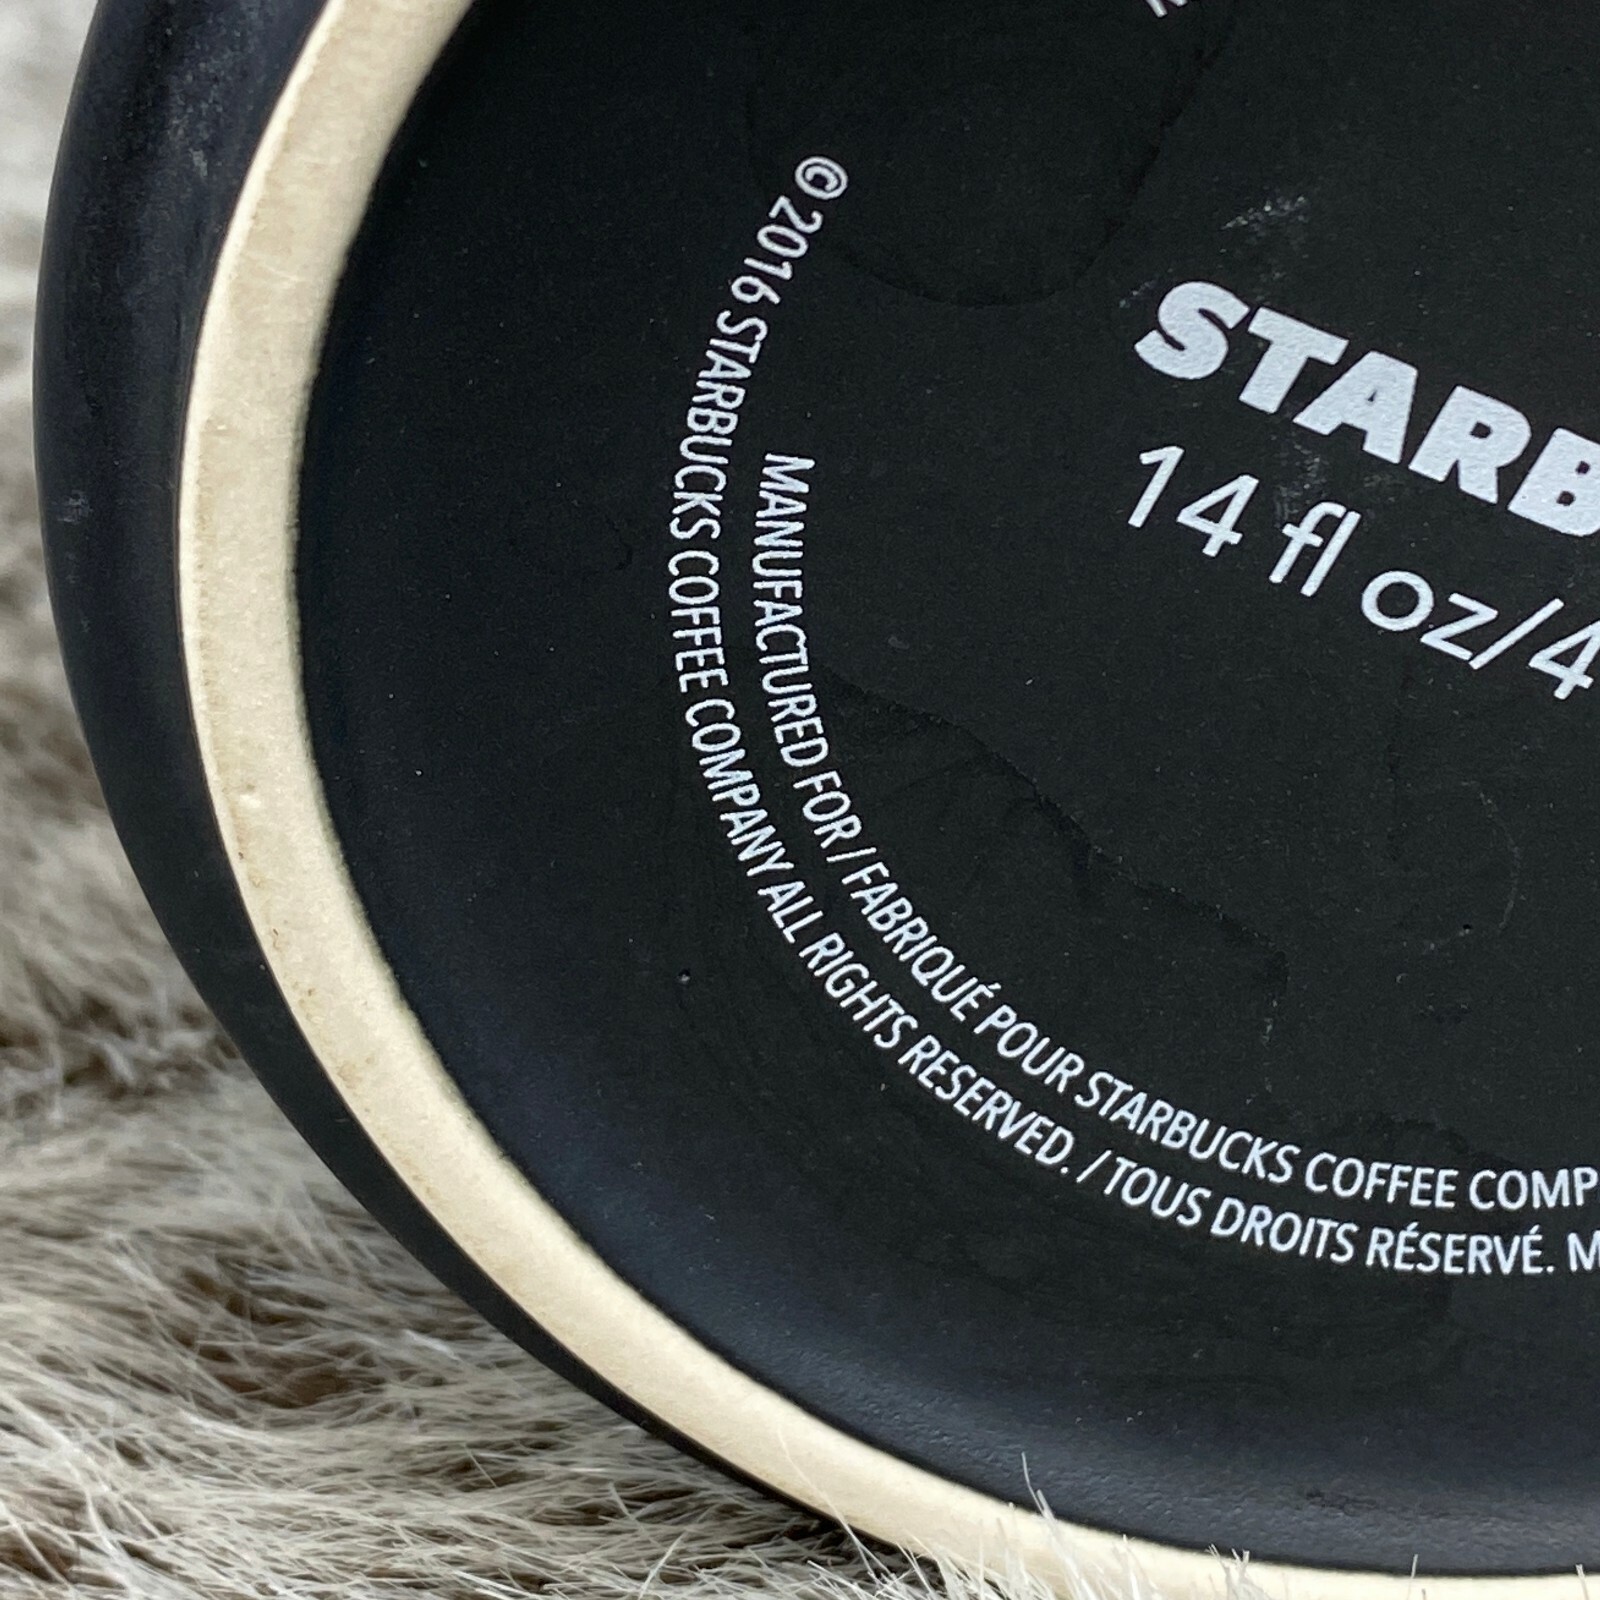 STARB
14 fl oz/4
MANUFACTURED FOR / FABRIQUÉ POUR STARBUCKS COFFEE COMP
© 2016 STARBUCKS COFFEE COMPANY ALL RIGHTS RESERVED. / TOUS DROITS RÉSERVÉ. M